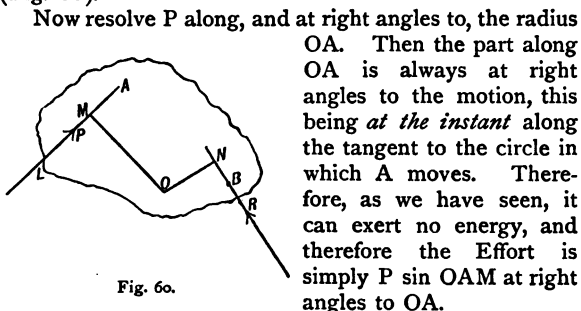 Now resolve P along, and at right angles to, the radius
OA. Then the part along
OA is always at right
angles to the motion, this
being at the instant along
the tangent to the circle in
which A moves. There-
fore, as we have seen, it
can exert no energy, and
therefore the Effort is
simply P sin OAM at right
angles to OA.
A
M
P
L
O
N
B
R
Fig. 60.